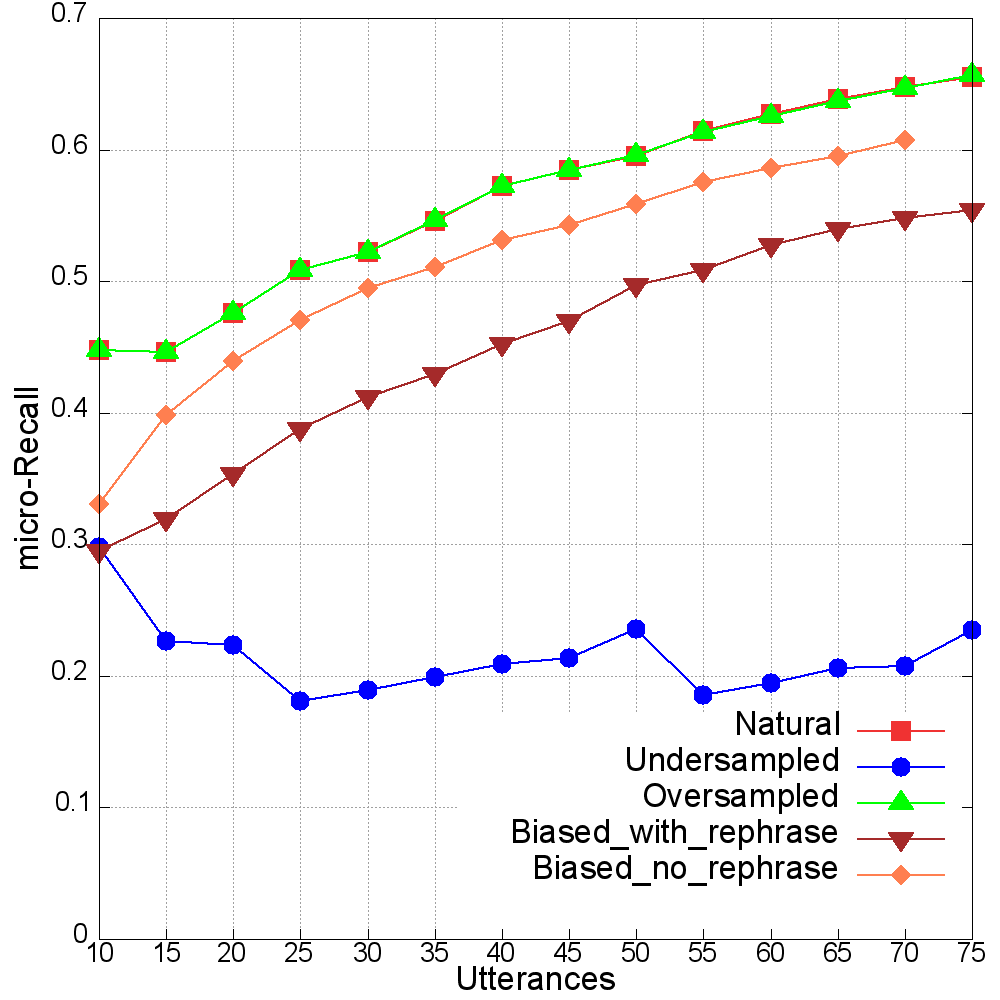 0.7
0.6
0.5
0.4
0.3
0.2
0.1
0
micro-Recall
10 15 20 25 30 35 40 45 50 55 60 65 70 75
Utterances
Natural
Undersampled
Oversampled
Biased_with_rephrase
Biased_no_rephrase